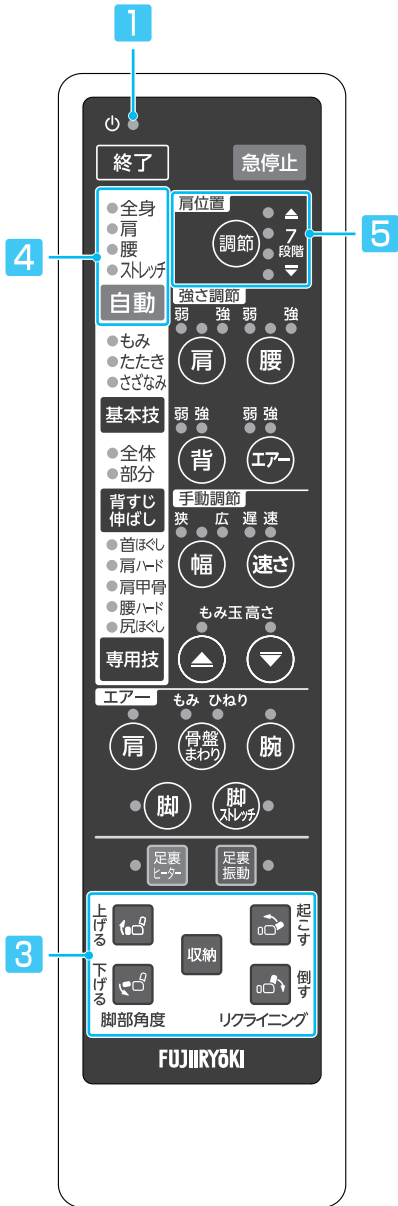 1
終了
急停止
4
全身
肩
腰
ストレッチ
自動
肩位置
調節
7
段階
5
強さ調節
弱 強
弱 強
肩
腰
もみ
たたき
さざなみ
基本技
弱 強
弱 強
背
エアー
全体
部分
背すじ
伸ばし
手動調節
狭 広
遅 速
幅
速さ
首ほぐし
肩ハード
肩甲骨
腰ハード
尻ほぐし
専用技
もみ玉高さ
エアー
もみ ひねり
肩
骨盤
まわり
腕
脚
脚
ストレッチ
足裏
ヒーター
足裏
振動
3
上げる
下げる
脚部角度
収納
起こす
倒す
リクライニング
FUJIIRYōKI